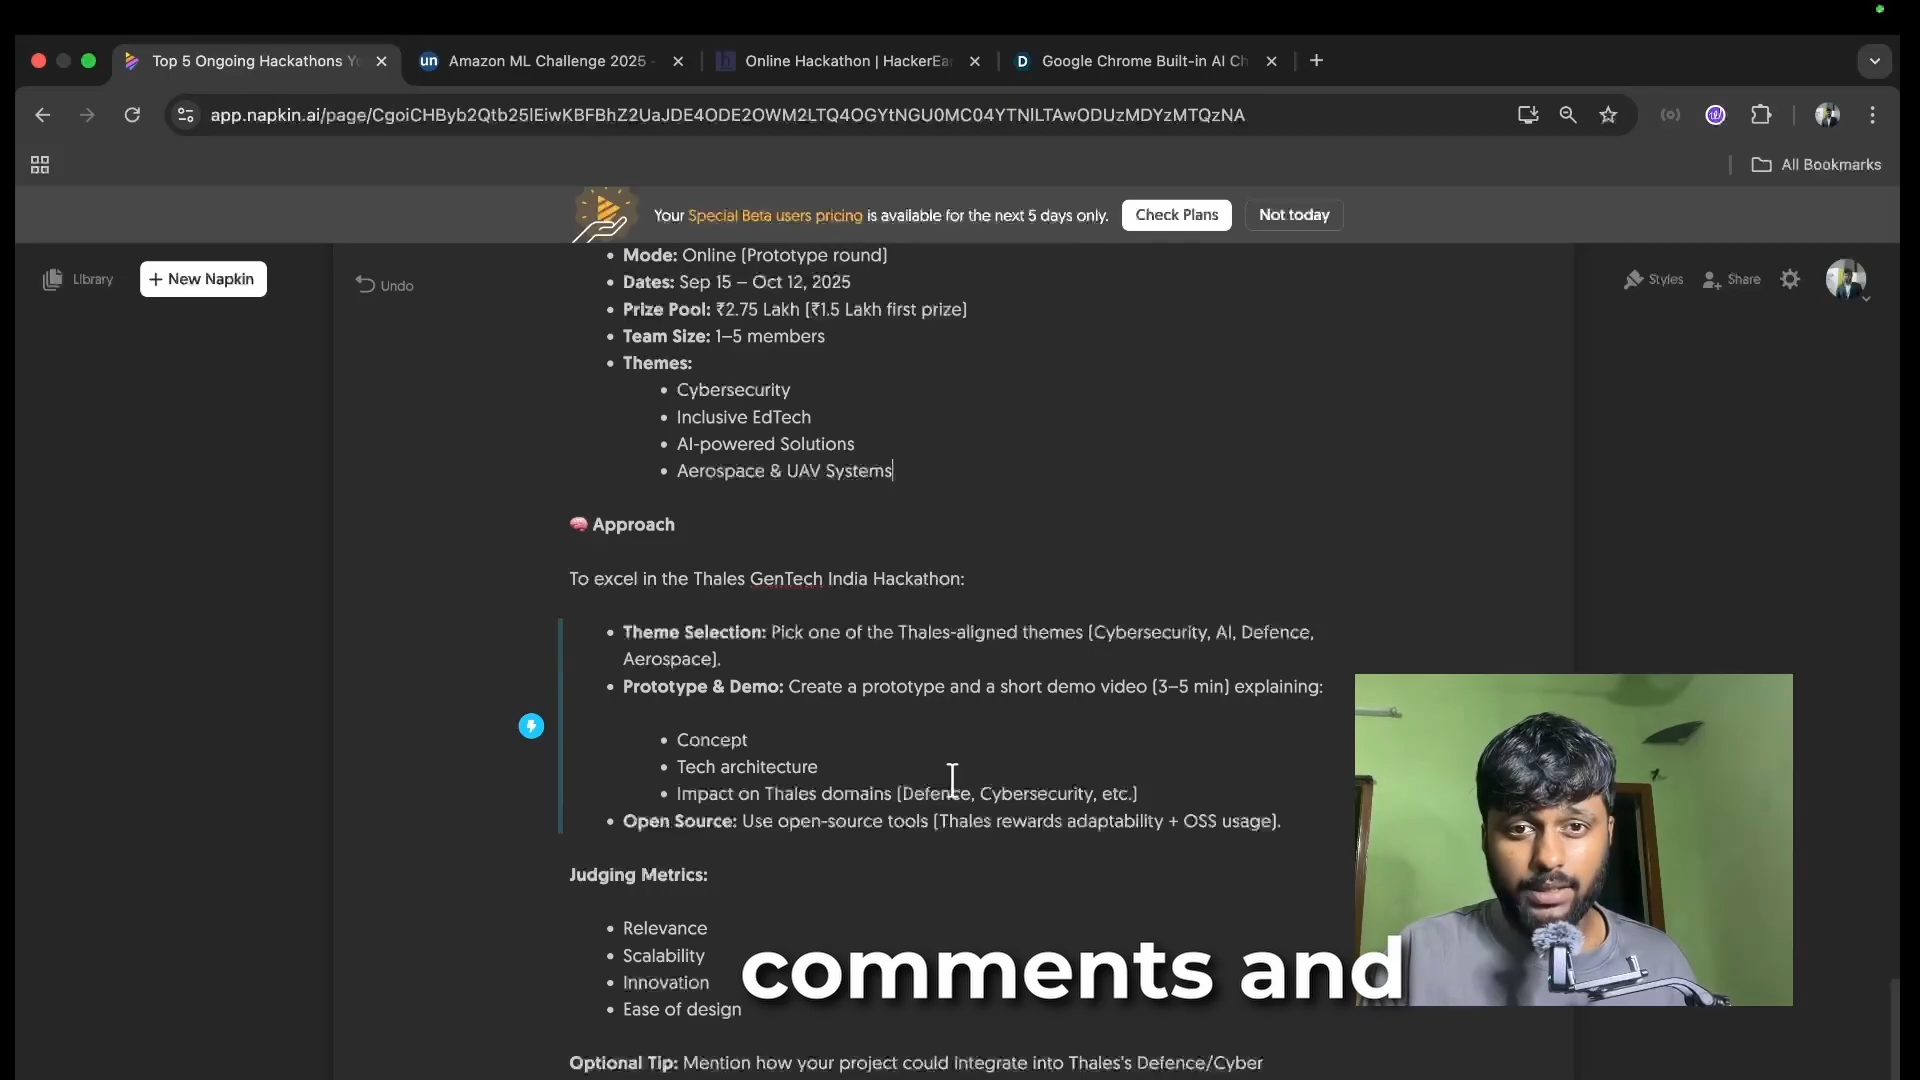 Top 5 Ongoing Hackathons Yo
un Amazon ML Challenge 2025 -
h Online Hackathon | HackerEar
D Google Chrome Built-in AI Ch
app.napkin.ai/page/CgoiCHByb2Qtb25lEiwKBFBhZ2UaJDE4ODE2OWM2LTQ4OGYtNGU0MC04YTNlLTAwODUzMDYzMTQzNA
All Bookmarks
Your Special Beta users pricing is available for the next 5 days only.
Check Plans
Not today
Library
+ New Napkin
Undo
Styles
Share
• Mode: Online (Prototype round)
• Dates: Sep 15 – Oct 12, 2025
• Prize Pool: ₹2.75 Lakh (₹1.5 Lakh first prize)
• Team Size: 1–5 members
• Themes:
• Cybersecurity
• Inclusive EdTech
• AI-powered Solutions
• Aerospace & UAV Systems
🧠 Approach
To excel in the Thales GenTech India Hackathon:
• Theme Selection: Pick one of the Thales-aligned themes (Cybersecurity, AI, Defence,
Aerospace).
• Prototype & Demo: Create a prototype and a short demo video (3–5 min) explaining:
• Concept
• Tech architecture
• Impact on Thales domains (Defence, Cybersecurity, etc.)
• Open Source: Use open-source tools (Thales rewards adaptability + OSS usage).
Judging Metrics:
• Relevance
• Scalability
• Innovation
• Ease of design
comments and
Optional Tip: Mention how your project could integrate into Thales's Defence/Cyber